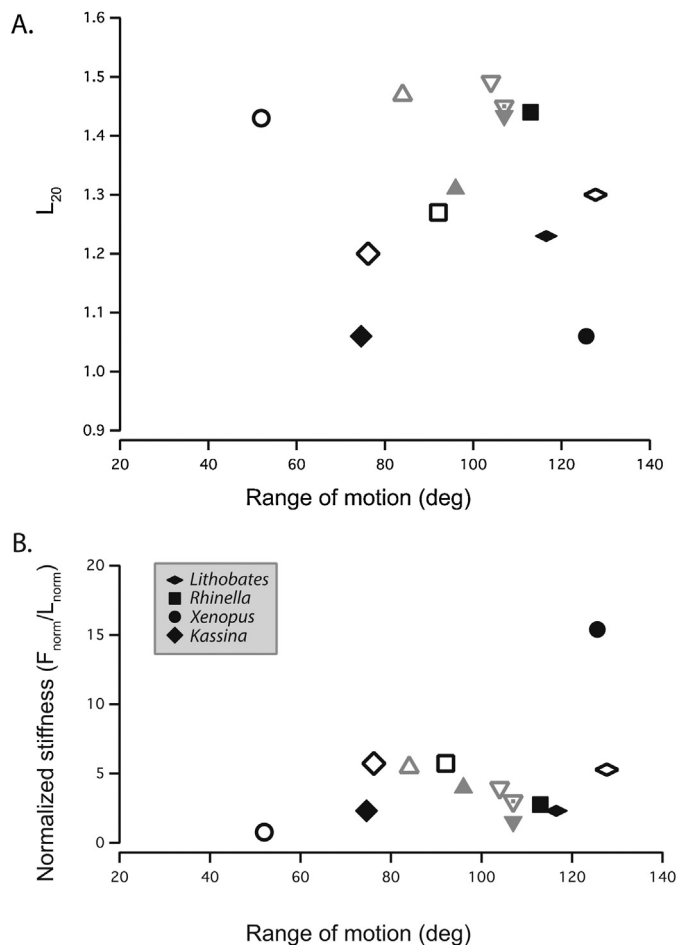 A.
1.6
1.5
1.4
1.3
1.2
1.1
1.0
0.9
L20
20 40 60 80 100 120 140
Range of motion (deg)
B.
20
15
10
5
0
Normalized stiffness (Fnorm/Lnorm)
Lithobates
Rhinella
Xenopus
Kassina
20 40 60 80 100 120 140
Range of motion (deg)